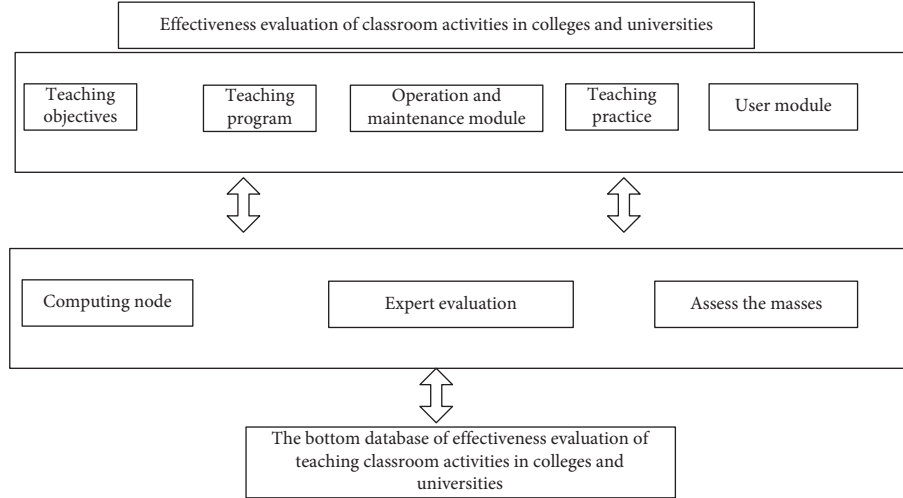 Effectiveness evaluation of classroom activities in colleges and universities
Teaching
objectives
Teaching
program
Operation and
maintenance module
Teaching
practice
User module
Computing node
Expert evaluation
Assess the masses
The bottom database of effectiveness evaluation of
teaching classroom activities in colleges and
universities